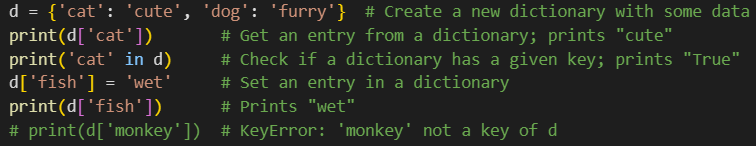 d = {'cat': 'cute', 'dog': 'furry'}  # Create a new dictionary with some data
print(d['cat'])       # Get an entry from a dictionary; prints "cute"
print('cat' in d)     # Check if a dictionary has a given key; prints "True"
d['fish'] = 'wet'     # Set an entry in a dictionary
print(d['fish'])      # Prints "wet"
# print(d['monkey'])  # KeyError: 'monkey' not a key of d